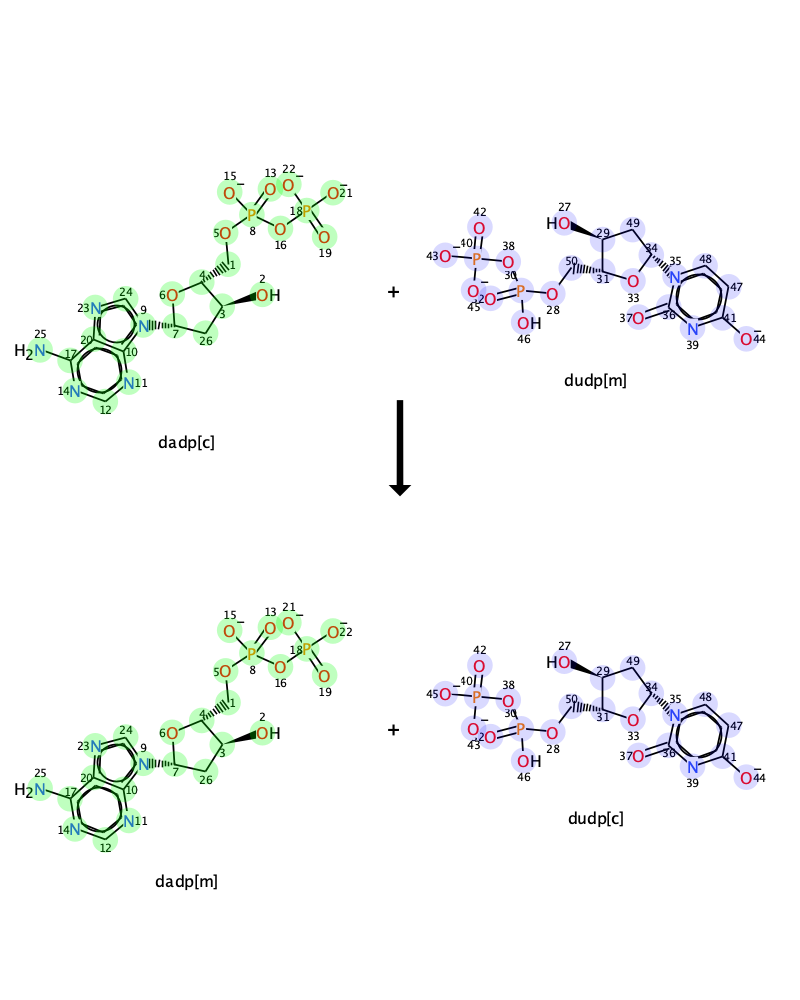 22
13
15
O⁻
O
O⁻
O⁻ 21
18
P
P
5
O
8
O
16
O
19
1
4
2
6
O
OH
3
24
9
23
N
N
7
26
25
20
10
H₂N
17
N 11
14 N
12
dadp[c]
+
42
O
27
HO
49
43 O
⁻40
P
38
O
29
50
34
30
O⁻
45
32 O
P
O
28
31
O
33
35
N
48
47
37 O
36
41
OH
46
N
39
O⁻ 44
dudp[m]
21
13
15
O⁻
O
O⁻
O⁻ 22
18
P
P
5
O
8
O
16
O
19
1
4
2
6
O
OH
3
24
9
23
N
N
7
26
25
20
10
H₂N
17
N 11
14 N
12
dadp[m]
+
42
O
27
HO
49
45 O
⁻40
P
38
O
29
50
34
30
O⁻
43
32 O
P
O
28
31
O
33
35
N
48
47
37 O
36
41
OH
46
N
39
O⁻ 44
dudp[c]